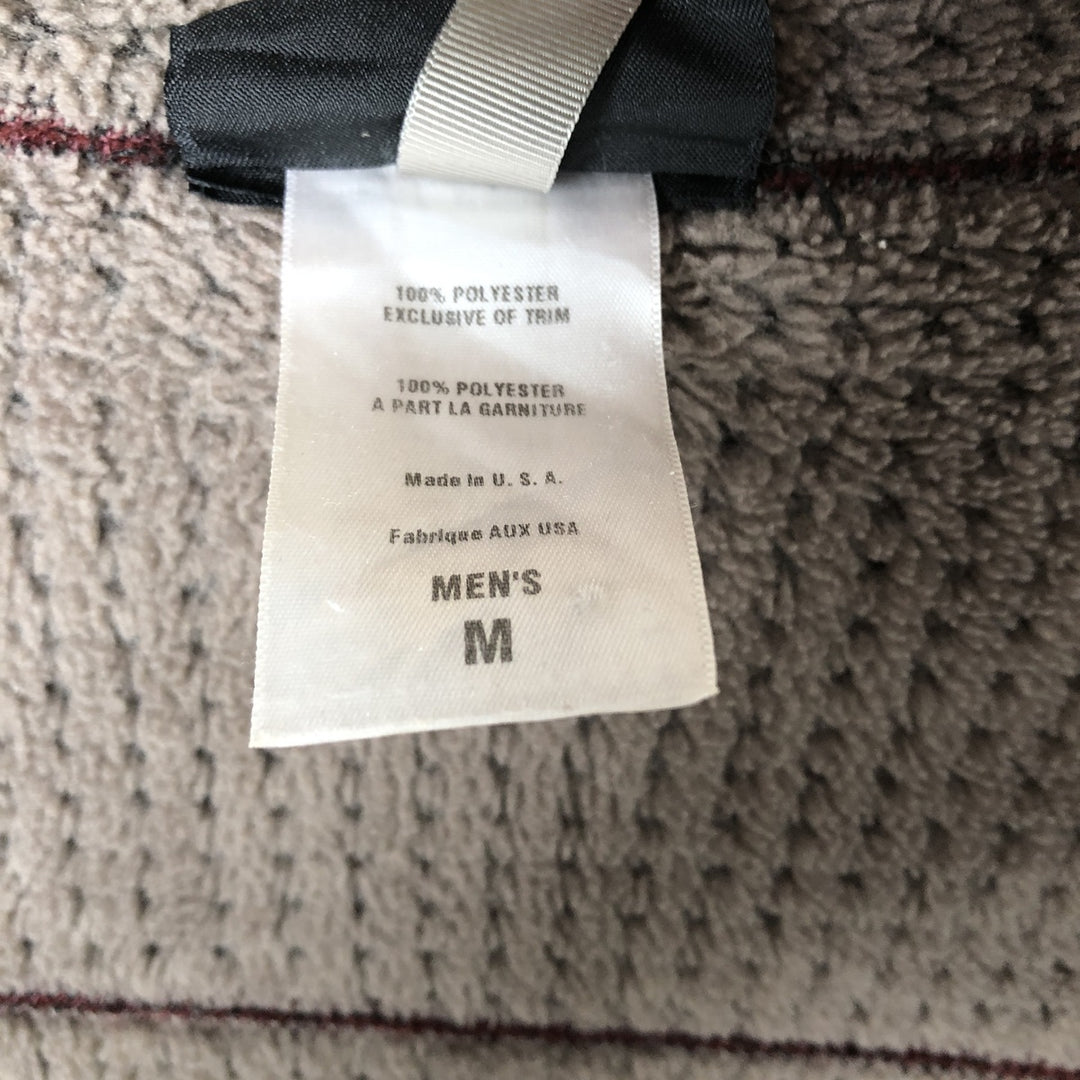 100% POLYESTER
EXCLUSIVE OF TRIM
100% POLYESTER
A PART LA GARNITURE
Made in U. S. A.
Fabrique AUX USA
MEN'S
M